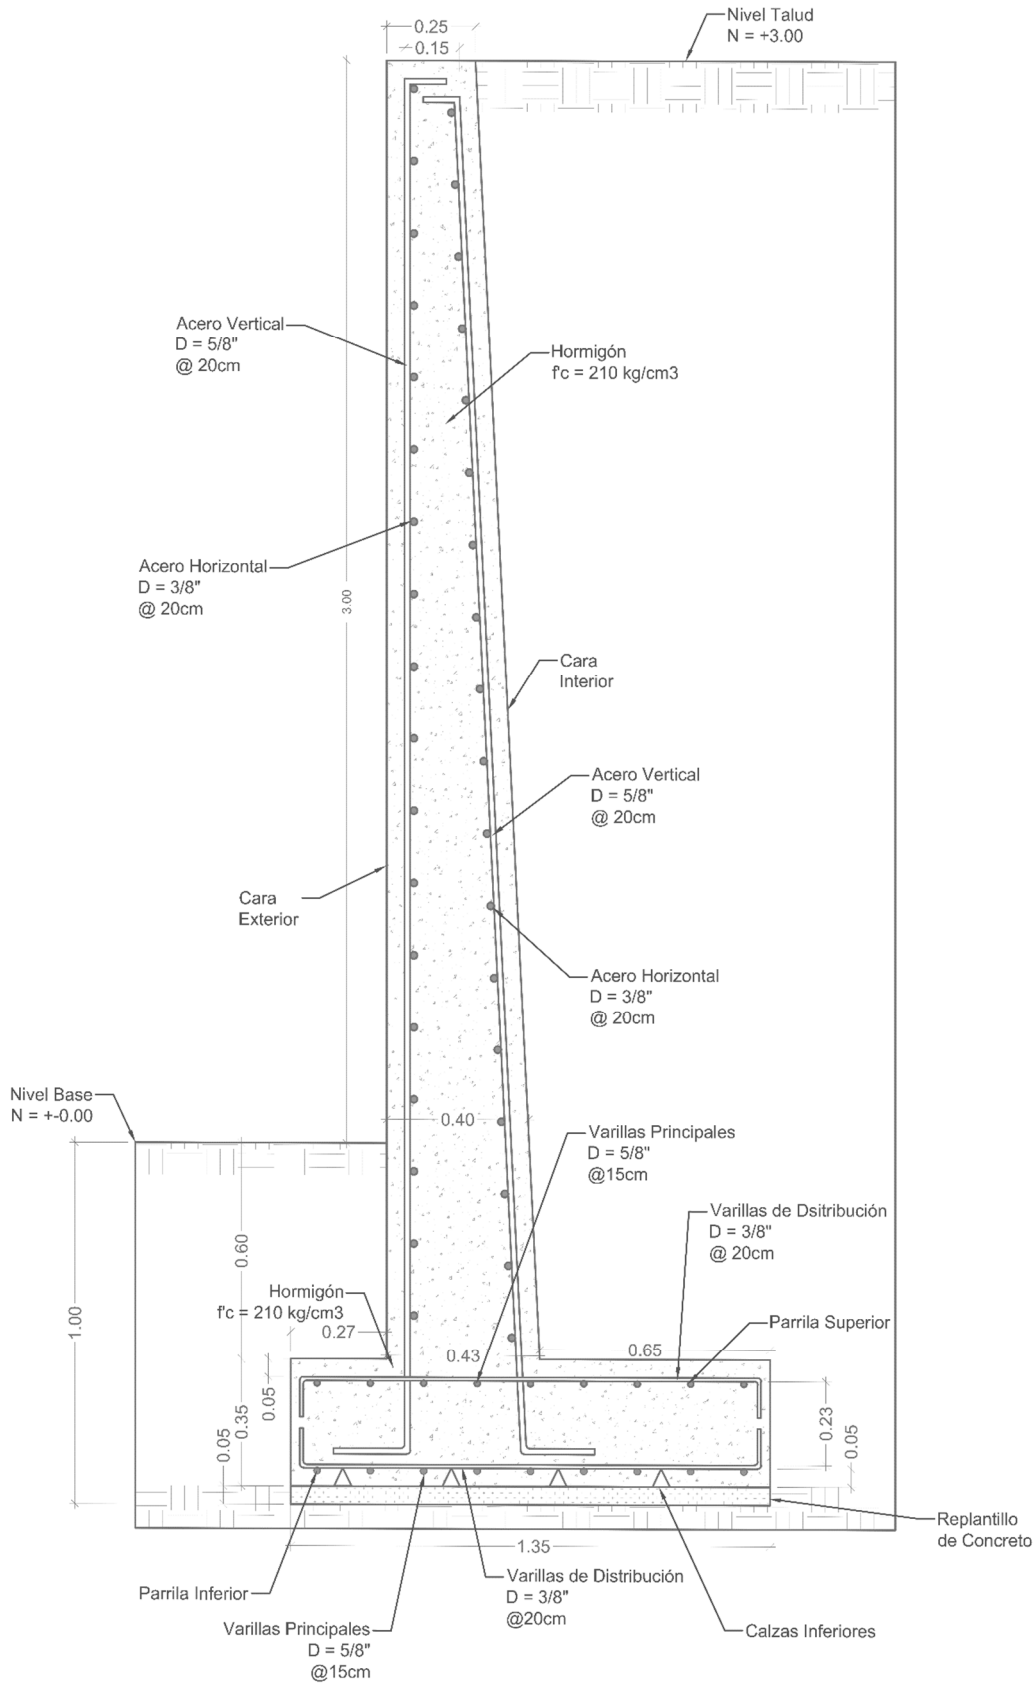 Nivel Talud
N = +3.00
0.25
0.15
Acero Vertical
D = 5/8"
@ 20cm
Hormigón
f'c = 210 kg/cm3
Acero Horizontal
D = 3/8"
@ 20cm
3.00
Cara
Interior
Acero Vertical
D = 5/8"
@ 20cm
Cara
Exterior
Acero Horizontal
D = 3/8"
@ 20cm
Nivel Base
N = +-0.00
0.40
Varillas Principales
D = 5/8"
@15cm
Varillas de Dsitribución
D = 3/8"
@ 20cm
0.60
1.00
Hormigón
f'c = 210 kg/cm3
0.27
Parrila Superior
0.43
0.65
0.05
0.35
0.05
0.23
0.05
Replantillo
de Concreto
1.35
Parrila Inferior
Varillas de Distribución
D = 3/8"
@20cm
Varillas Principales
D = 5/8"
@15cm
Calzas Inferiores